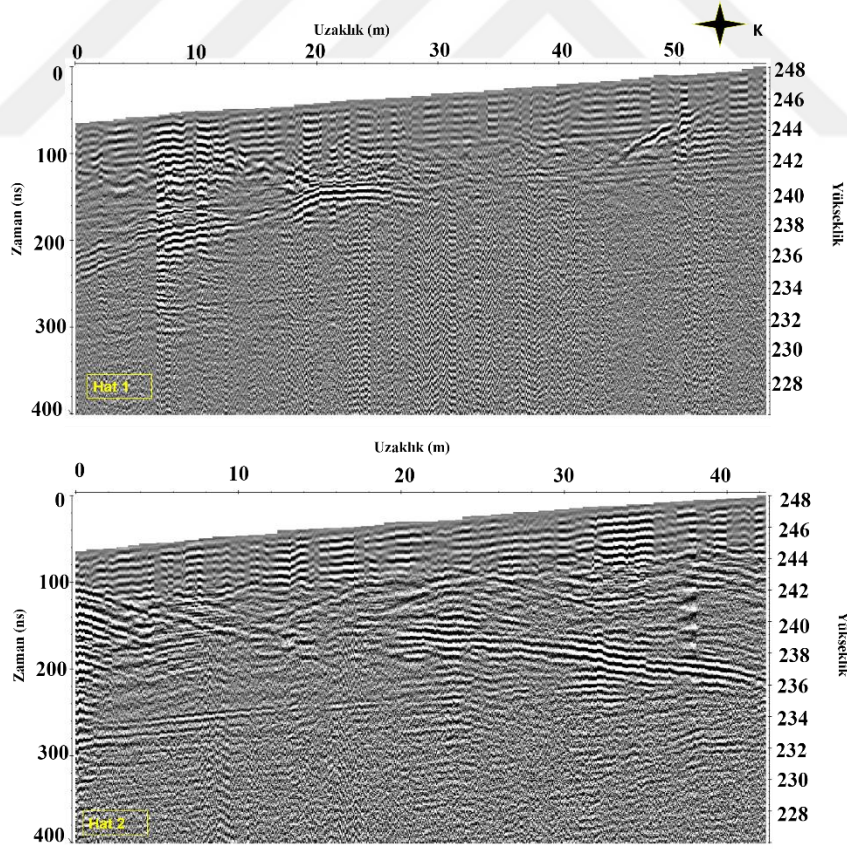 Uzaklık (m)
K
0 10 20 30 40 50
0 248
246
244
100 242
240
Zaman (ns) Yükseklik
238
200
236
234
300 232
230
Hat 1 228
400
Uzaklık (m)
0 10 20 30 40
0 248
246
244
100 242
240
Zaman (ns) Yükseklik
200 238
236
234
300 232
230
Hat 2 228
400